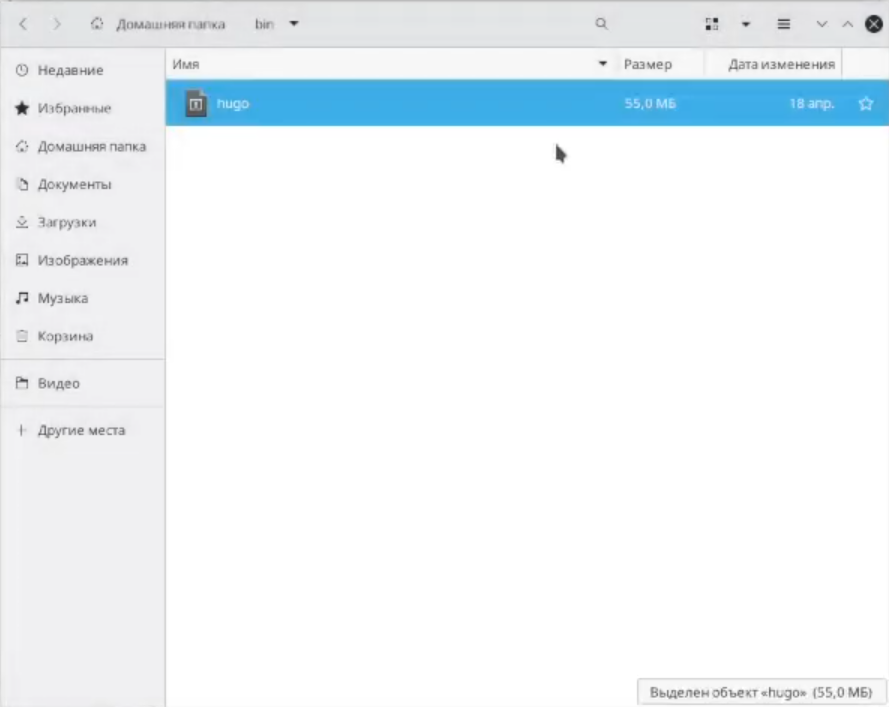 Домашняя папка bin
Имя Размер Дата изменения
hugo 55,0 МБ 18 апр.
Недавние
Избранные
Домашняя папка
Документы
Загрузки
Изображения
Музыка
Корзина
Видео
Другие места
Выделен объект «hugo» (55,0 МБ)